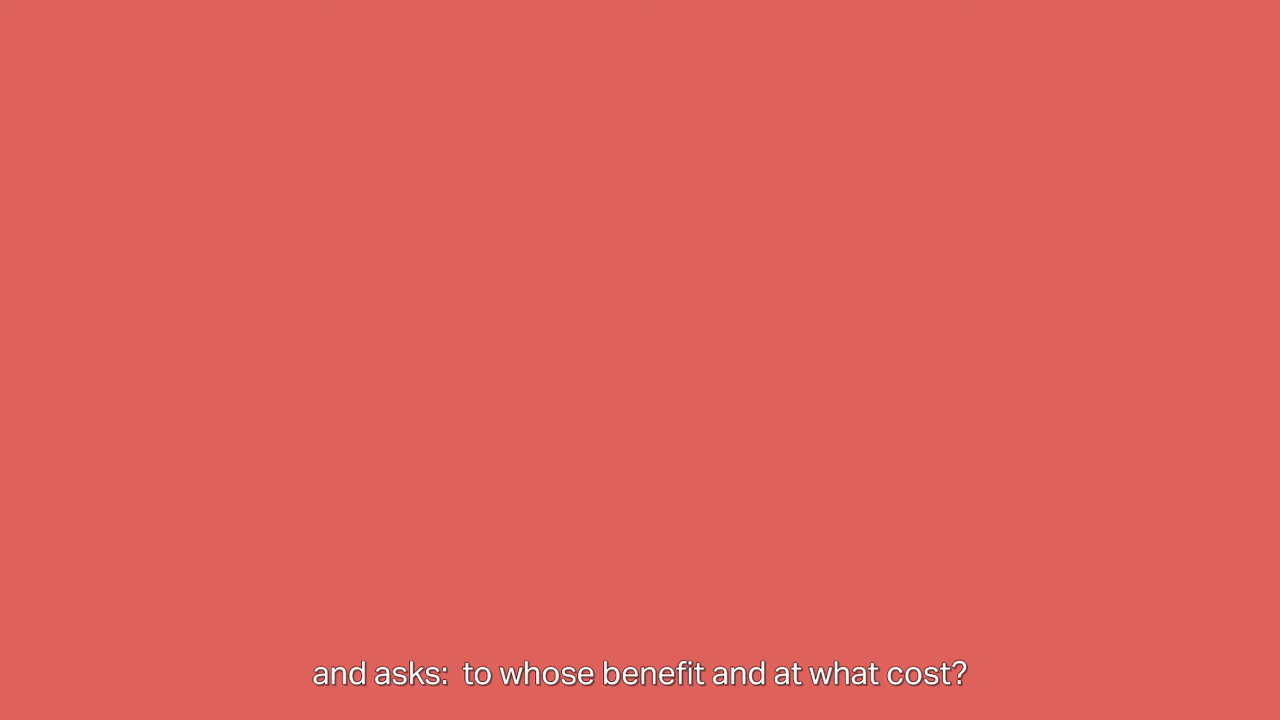 and asks:  to whose benefit and at what cost?